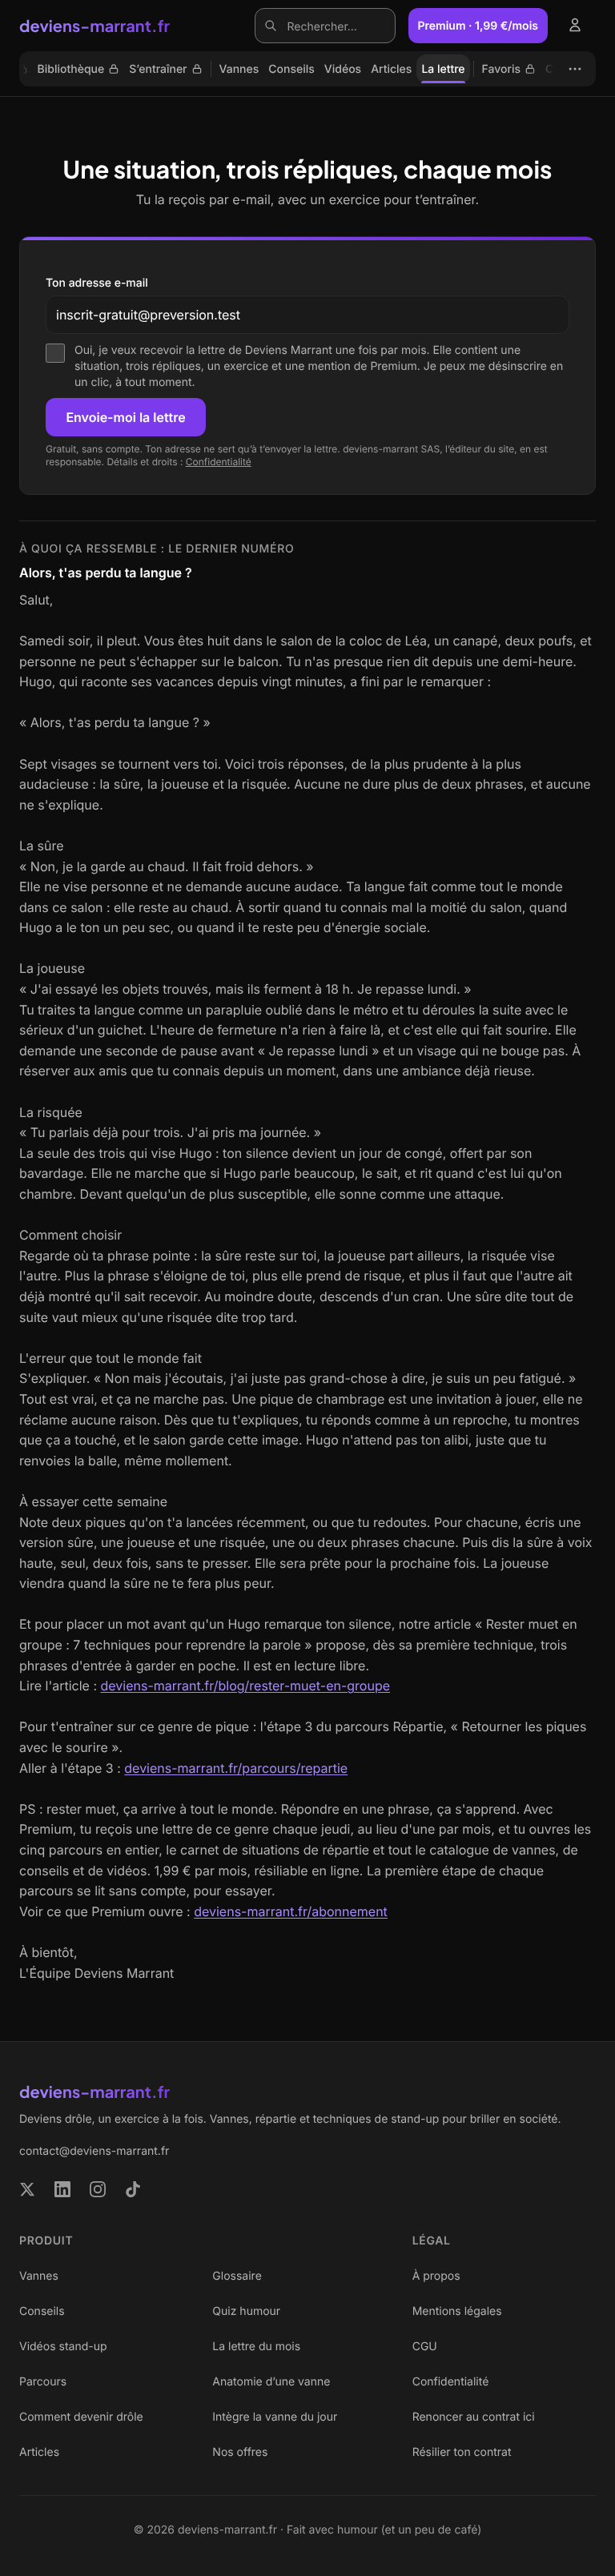 deviens-marrant.fr
Rechercher...
Premium · 1,99 €/mois
Bibliothèque
S’entraîner
Vannes
Conseils
Vidéos
Articles
La lettre
Favoris
Une situation, trois répliques, chaque mois
Tu la reçois par e-mail, avec un exercice pour t’entraîner.
Ton adresse e-mail
inscrit-gratuit@preversion.test
Oui, je veux recevoir la lettre de Deviens Marrant une fois par mois. Elle contient une
situation, trois répliques, un exercice et une mention de Premium. Je peux me désinscrire en
un clic, à tout moment.
Envoie-moi la lettre
Gratuit, sans compte. Ton adresse ne sert qu’à t’envoyer la lettre. deviens-marrant SAS, l’éditeur du site, en est
responsable. Détails et droits : Confidentialité
À QUOI ÇA RESSEMBLE : LE DERNIER NUMÉRO
Alors, t'as perdu ta langue ?
Salut,
Samedi soir, il pleut. Vous êtes huit dans le salon de la coloc de Léa, un canapé, deux poufs, et
personne ne peut s'échapper sur le balcon. Tu n'as presque rien dit depuis une demi-heure.
Hugo, qui raconte ses vacances depuis vingt minutes, a fini par le remarquer :
« Alors, t'as perdu ta langue ? »
Sept visages se tournent vers toi. Voici trois réponses, de la plus prudente à la plus
audacieuse : la sûre, la joueuse et la risquée. Aucune ne dure plus de deux phrases, et aucune
ne s'explique.
La sûre
« Non, je la garde au chaud. Il fait froid dehors. »
Elle ne vise personne et ne demande aucune audace. Ta langue fait comme tout le monde
dans ce salon : elle reste au chaud. À sortir quand tu connais mal la moitié du salon, quand
Hugo a le ton un peu sec, ou quand il te reste peu d'énergie sociale.
La joueuse
« J'ai essayé les objets trouvés, mais ils ferment à 18 h. Je repasse lundi. »
Tu traites ta langue comme un parapluie oublié dans le métro et tu déroules la suite avec le
sérieux d'un guichet. L'heure de fermeture n'a rien à faire là, et c'est elle qui fait sourire. Elle
demande une seconde de pause avant « Je repasse lundi » et un visage qui ne bouge pas. À
réserver aux amis que tu connais depuis un moment, dans une ambiance déjà rieuse.
La risquée
« Tu parlais déjà pour trois. J'ai pris ma journée. »
La seule des trois qui vise Hugo : ton silence devient un jour de congé, offert par son
bavardage. Elle ne marche que si Hugo parle beaucoup, le sait, et rit quand c'est lui qu'on
chambre. Devant quelqu'un de plus susceptible, elle sonne comme une attaque.
Comment choisir
Regarde où ta phrase pointe : la sûre reste sur toi, la joueuse part ailleurs, la risquée vise
l'autre. Plus la phrase s'éloigne de toi, plus elle prend de risque, et plus il faut que l'autre ait
déjà montré qu'il sait recevoir. Au moindre doute, descends d'un cran. Une sûre dite tout de
suite vaut mieux qu'une risquée dite trop tard.
L'erreur que tout le monde fait
S'expliquer. « Non mais j'écoutais, j'ai juste pas grand-chose à dire, je suis un peu fatigué. »
Tout est vrai, et ça ne marche pas. Une pique de chambrage est une invitation à jouer, elle ne
réclame aucune raison. Dès que tu t'expliques, tu réponds comme à un reproche, tu montres
que ça a touché, et le salon garde cette image. Hugo n'attend pas ton alibi, juste que tu
renvoies la balle, même mollement.
À essayer cette semaine
Note deux piques qu'on t'a lancées récemment, ou que tu redoutes. Pour chacune, écris une
version sûre, une joueuse et une risquée, une ou deux phrases chacune. Puis dis la sûre à voix
haute, seul, deux fois, sans te presser. Elle sera prête pour la prochaine fois. La joueuse
viendra quand la sûre ne te fera plus peur.
Et pour placer un mot avant qu'un Hugo remarque ton silence, notre article « Rester muet en
groupe : 7 techniques pour reprendre la parole » propose, dès sa première technique, trois
phrases d'entrée à garder en poche. Il est en lecture libre.
Lire l'article : deviens-marrant.fr/blog/rester-muet-en-groupe
Pour t'entraîner sur ce genre de pique : l'étape 3 du parcours Répartie, « Retourner les piques
avec le sourire ».
Aller à l'étape 3 : deviens-marrant.fr/parcours/repartie
PS : rester muet, ça arrive à tout le monde. Répondre en une phrase, ça s'apprend. Avec
Premium, tu reçois une lettre de ce genre chaque jeudi, au lieu d'une par mois, et tu ouvres les
cinq parcours en entier, le carnet de situations de répartie et tout le catalogue de vannes, de
conseils et de vidéos. 1,99 € par mois, résiliable en ligne. La première étape de chaque
parcours se lit sans compte, pour essayer.
Voir ce que Premium ouvre : deviens-marrant.fr/abonnement
À bientôt,
L'Équipe Deviens Marrant
deviens-marrant.fr
Deviens drôle, un exercice à la fois. Vannes, répartie et techniques de stand-up pour briller en société.
contact@deviens-marrant.fr
PRODUIT
LÉGAL
Vannes
Glossaire
À propos
Conseils
Quiz humour
Mentions légales
Vidéos stand-up
La lettre du mois
CGU
Parcours
Anatomie d’une vanne
Confidentialité
Comment devenir drôle
Intègre la vanne du jour
Renoncer au contrat ici
Articles
Nos offres
Résilier ton contrat
© 2026 deviens-marrant.fr · Fait avec humour (et un peu de café)